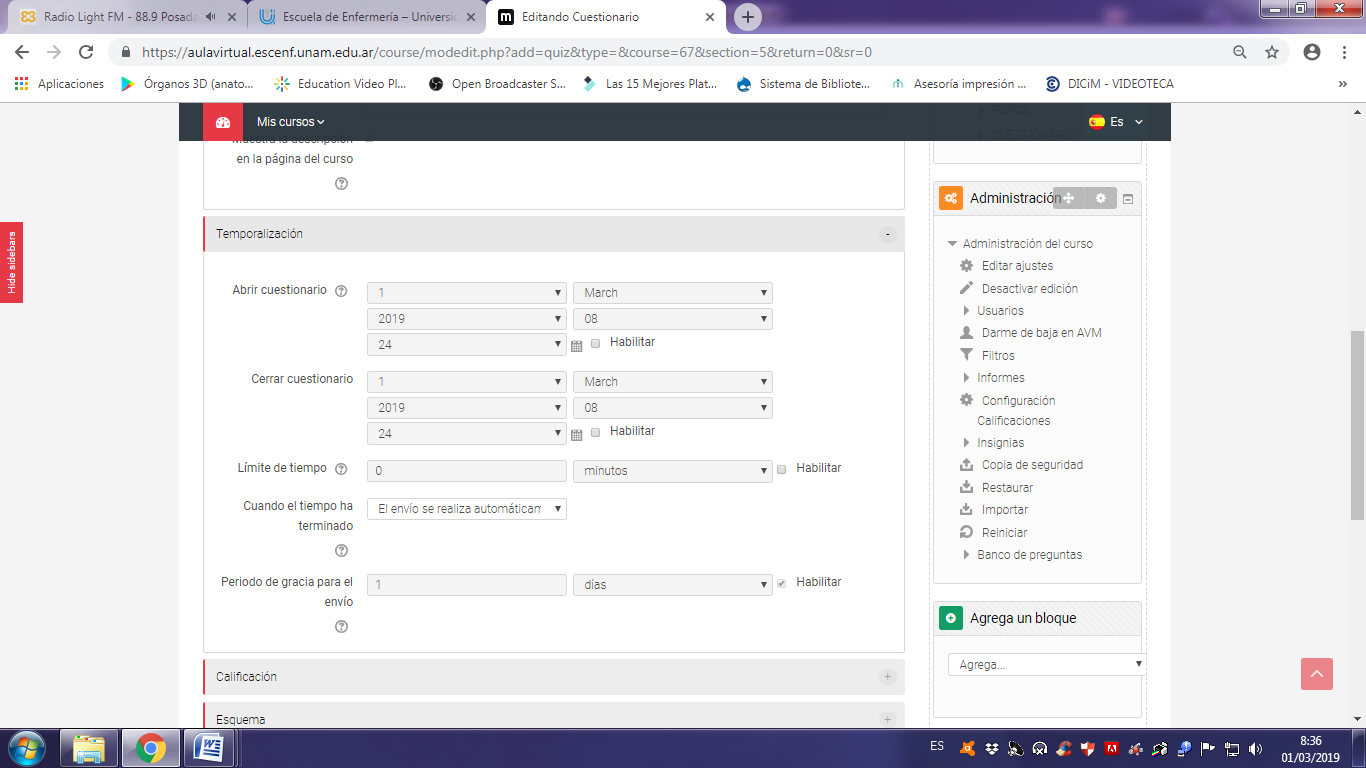 Radio Light FM - 88.9 Posada
Escuela de Enfermería – Universid
Editando Cuestionario
https://aulavirtual.escenf.unam.edu.ar/course/modedit.php?add=quiz&type=&course=67&section=5&return=0&sr=0
Aplicaciones
Órganos 3D (anato...
Education Video Pl...
Open Broadcaster S...
Las 15 Mejores Plat...
Sistema de Bibliote...
Asesoría impresión ...
DICiM - VIDEOTECA
»
Mis cursos
Es
Muestra la descripción
en la página del curso
Hide sidebars
Temporalización
-
Abrir cuestionario
1
March
2019
08
24
Habilitar
Cerrar cuestionario
1
March
2019
08
24
Habilitar
Límite de tiempo
0
minutos
Habilitar
Cuando el tiempo ha
terminado
El envío se realiza automáticam
Periodo de gracia para el
envío
1
días
Habilitar
Calificación
+
Esquema
+
CUESTIONARIO
Administración
Administración del curso
Editar ajustes
Desactivar edición
Usuarios
Darme de baja en AVM
Filtros
Informes
Configuración
Calificaciones
Insignias
Copia de seguridad
Restaurar
Importar
Reiniciar
Banco de preguntas
Agrega un bloque
Agrega...
ES
8:36
01/03/2019